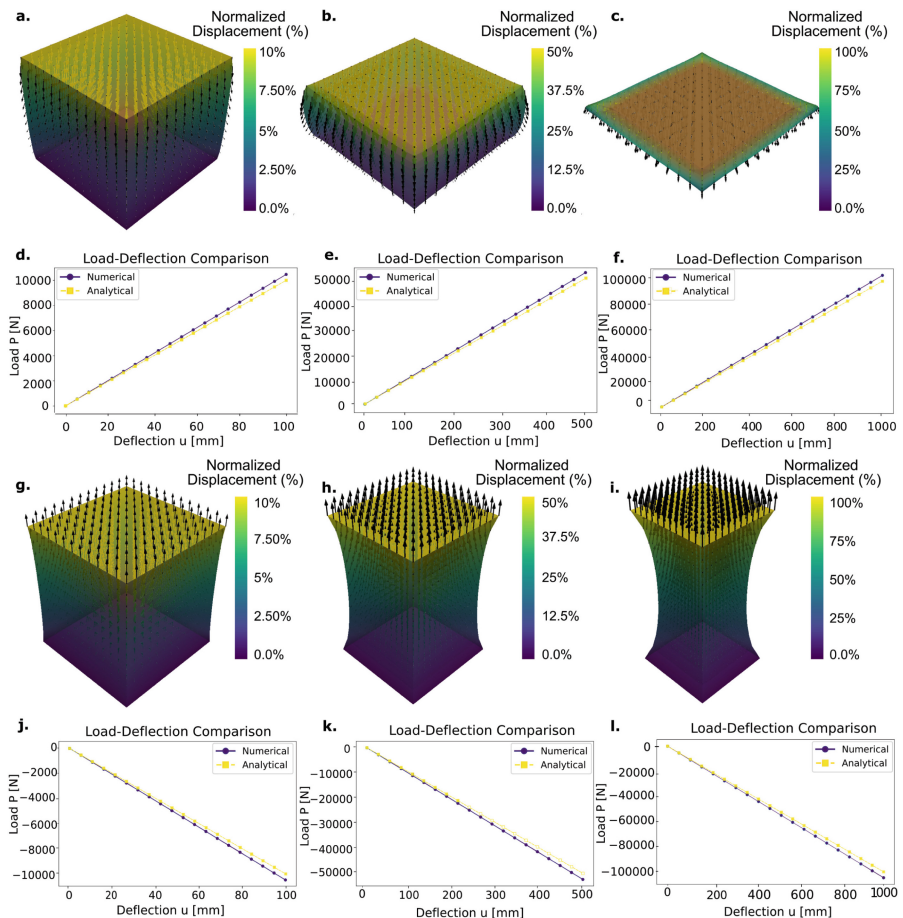 a.
Normalized
Displacement (%)
10%
7.50%
5%
2.50%
0.0%
b.
Normalized
Displacement (%)
50%
37.5%
25%
12.5%
0.0%
c.
Normalized
Displacement (%)
100%
75%
50%
25%
0.0%
d.
Load-Deflection Comparison
Numerical
Analytical
Load P [N]
10000
8000
6000
4000
2000
0
0 20 40 60 80 100
Deflection u [mm]
e.
Load-Deflection Comparison
Numerical
Analytical
Load P [N]
50000
40000
30000
20000
10000
0
0 100 200 300 400 500
Deflection u [mm]
f.
Load-Deflection Comparison
Numerical
Analytical
Load P [N]
100000
80000
60000
40000
20000
0
0 200 400 600 800 1000
Deflection u [mm]
g.
Normalized
Displacement (%)
10%
7.50%
5%
2.50%
0.0%
h.
Normalized
Displacement (%)
50%
37.5%
25%
12.5%
0.0%
i.
Normalized
Displacement (%)
100%
75%
50%
25%
0.0%
j.
Load-Deflection Comparison
Numerical
Analytical
Load P [N]
0
−2000
−4000
−6000
−8000
−10000
0 20 40 60 80 100
Deflection u [mm]
k.
Load-Deflection Comparison
Numerical
Analytical
Load P [N]
0
−10000
−20000
−30000
−40000
−50000
0 100 200 300 400 500
Deflection u [mm]
l.
Load-Deflection Comparison
Numerical
Analytical
Load P [N]
0
−20000
−40000
−60000
−80000
−100000
0 200 400 600 800 1000
Deflection u [mm]